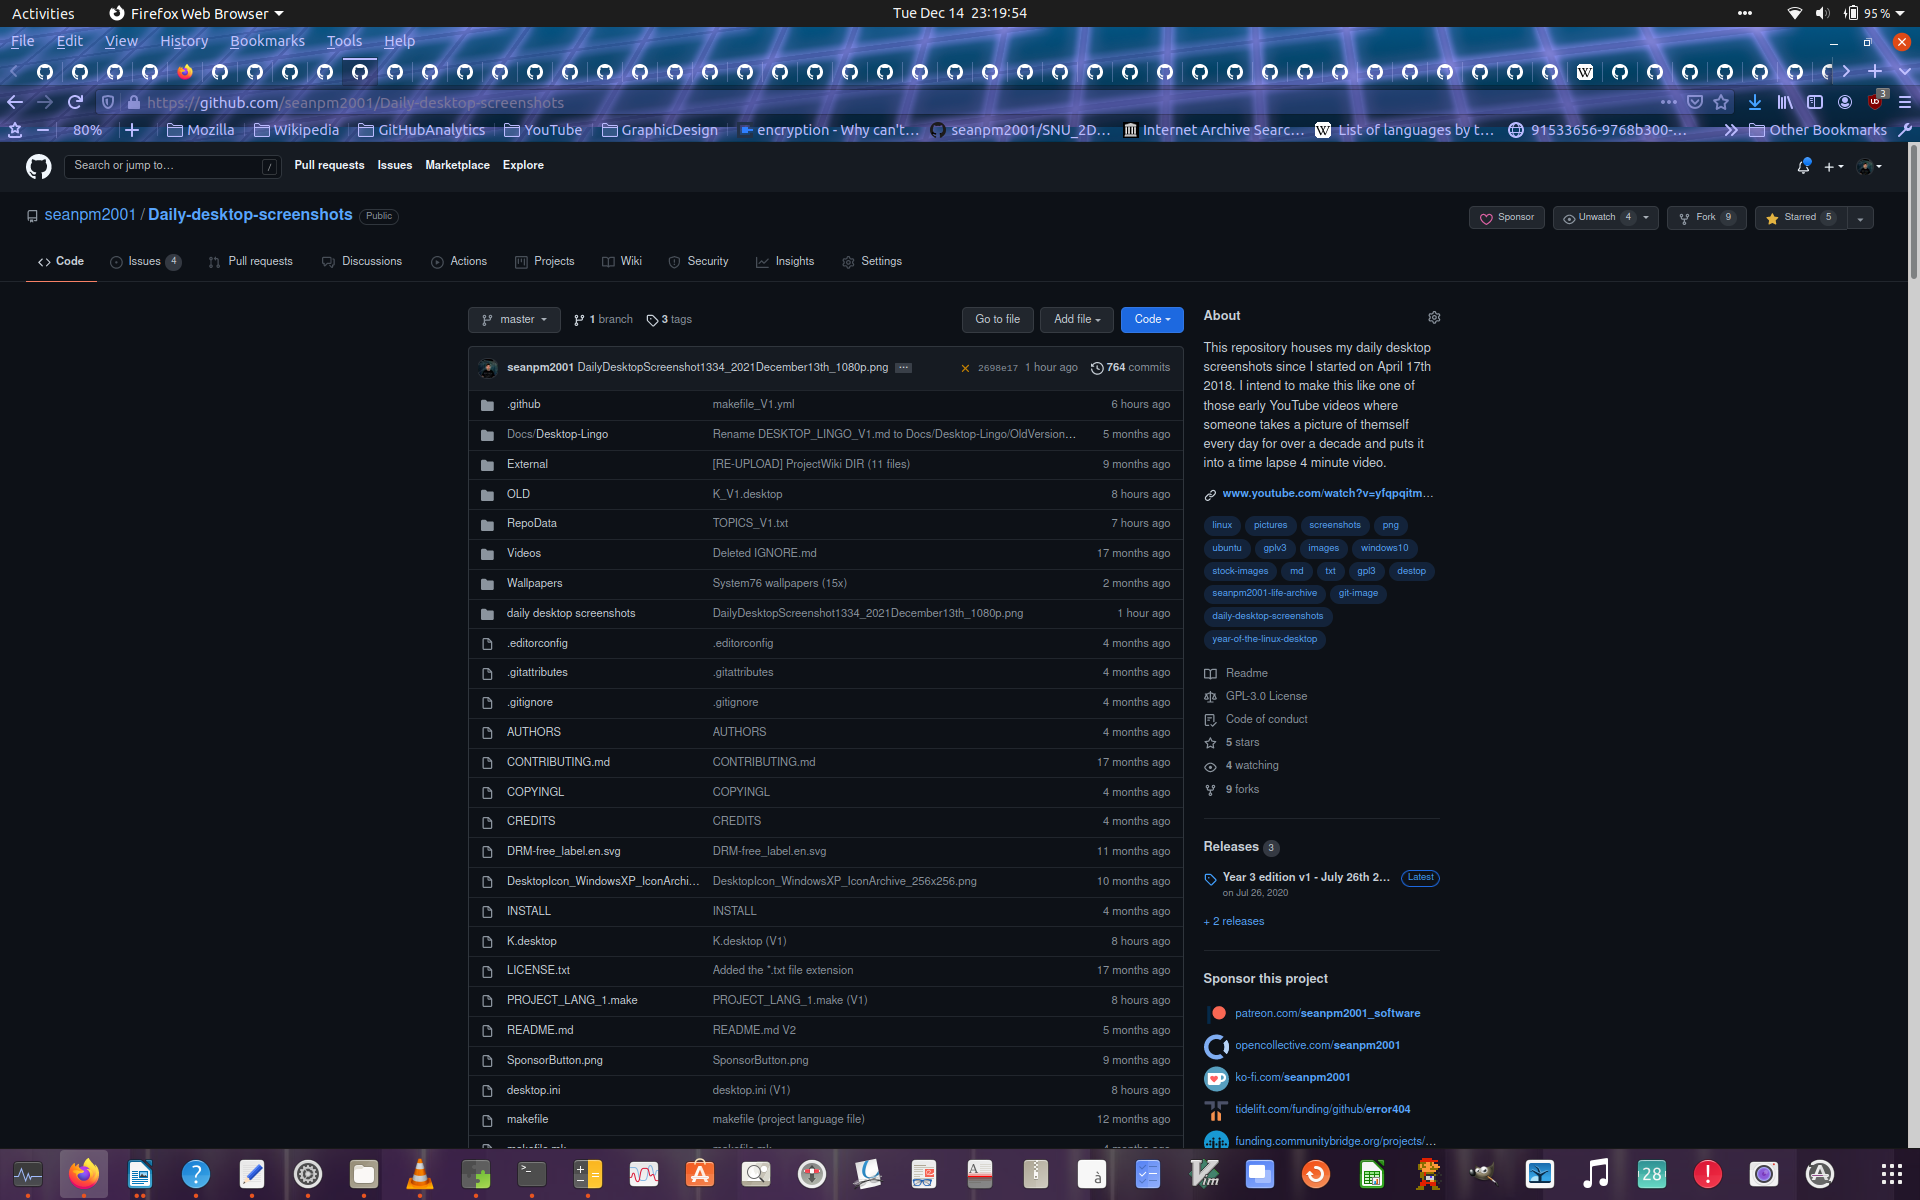 Activities Firefox Web Browser Tue Dec 14 23:19:54 95 %
File Edit View History Bookmarks Tools Help
https://github.com/seanpm2001/Daily-desktop-screenshots 3
80% Mozilla Wikipedia GitHubAnalytics YouTube GraphicDesign encryption - Why can't... seanpm2001/SNU_2D... Internet Archive Searc... List of languages by t... 91533656-9768b300-... Other Bookmarks
Search or jump to... / Pull requests Issues Marketplace Explore
seanpm2001 / Daily-desktop-screenshots Public Sponsor Unwatch 4 Fork 9 Starred 5
Code Issues 4 Pull requests Discussions Actions Projects Wiki Security Insights Settings
master 1 branch 3 tags Go to file Add file Code
seanpm2001 DailyDesktopScreenshot1334_2021December13th_1080p.png ... 2698e17 1 hour ago 764 commits
.github makefile_V1.yml 6 hours ago
Docs/Desktop-Lingo Rename DESKTOP_LINGO_V1.md to Docs/Desktop-Lingo/OldVersion... 5 months ago
External [RE-UPLOAD] ProjectWiki DIR (11 files) 9 months ago
OLD K_V1.desktop 8 hours ago
RepoData TOPICS_V1.txt 7 hours ago
Videos Deleted IGNORE.md 17 months ago
Wallpapers System76 wallpapers (15x) 2 months ago
daily desktop screenshots DailyDesktopScreenshot1334_2021December13th_1080p.png 1 hour ago
.editorconfig .editorconfig 4 months ago
.gitattributes .gitattributes 4 months ago
.gitignore .gitignore 4 months ago
AUTHORS AUTHORS 4 months ago
CONTRIBUTING.md CONTRIBUTING.md 17 months ago
COPYINGL COPYINGL 4 months ago
CREDITS CREDITS 4 months ago
DRM-free_label.en.svg DRM-free_label.en.svg 11 months ago
DesktopIcon_WindowsXP_IconArchi... DesktopIcon_WindowsXP_IconArchive_256x256.png 10 months ago
INSTALL INSTALL 4 months ago
K.desktop K.desktop (V1) 8 hours ago
LICENSE.txt Added the *.txt file extension 17 months ago
PROJECT_LANG_1.make PROJECT_LANG_1.make (V1) 8 hours ago
README.md README.md V2 5 months ago
SponsorButton.png SponsorButton.png 9 months ago
desktop.ini desktop.ini (V1) 8 hours ago
makefile makefile (project language file) 12 months ago
About
This repository houses my daily desktop
screenshots since I started on April 17th
2018. I intend to make this like one of
those early YouTube videos where
someone takes a picture of themself
every day for over a decade and puts it
into a time lapse 4 minute video.
www.youtube.com/watch?v=yfqpqitm...
linux pictures screenshots png
ubuntu gplv3 images windows10
stock-images md txt gpl3 destop
seanpm2001-life-archive git-image
daily-desktop-screenshots
year-of-the-linux-desktop
Readme
GPL-3.0 License
Code of conduct
5 stars
4 watching
9 forks
Releases 3
Year 3 edition v1 - July 26th 2... Latest
on Jul 26, 2020
+ 2 releases
Sponsor this project
patreon.com/seanpm2001_software
opencollective.com/seanpm2001
ko-fi.com/seanpm2001
tidelift.com/funding/github/error404
funding.communitybridge.org/projects/...
28